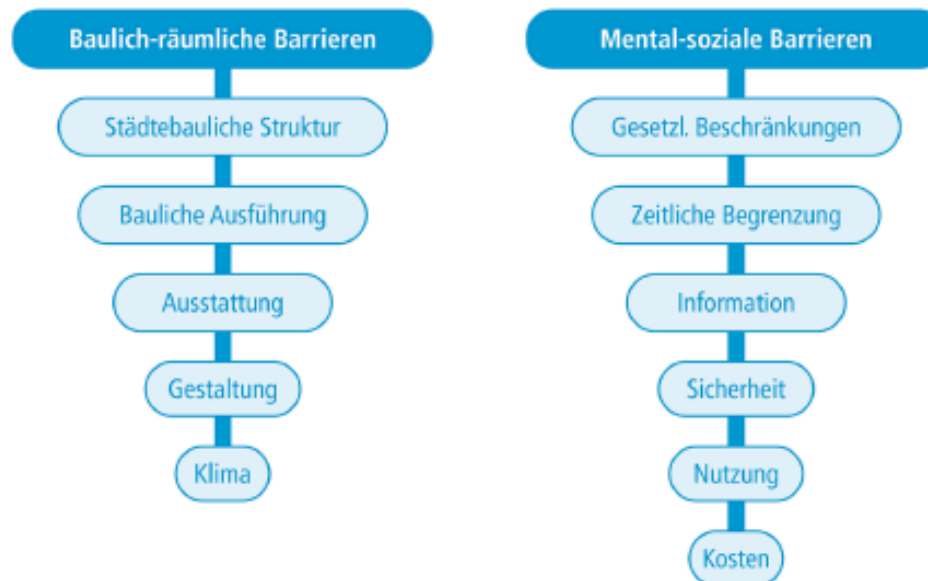 Baulich-räumliche Barrieren
Städtebauliche Struktur
Bauliche Ausführung
Ausstattung
Gestaltung
Klima
Mental-soziale Barrieren
Gesetzl. Beschränkungen
Zeitliche Begrenzung
Information
Sicherheit
Nutzung
Kosten